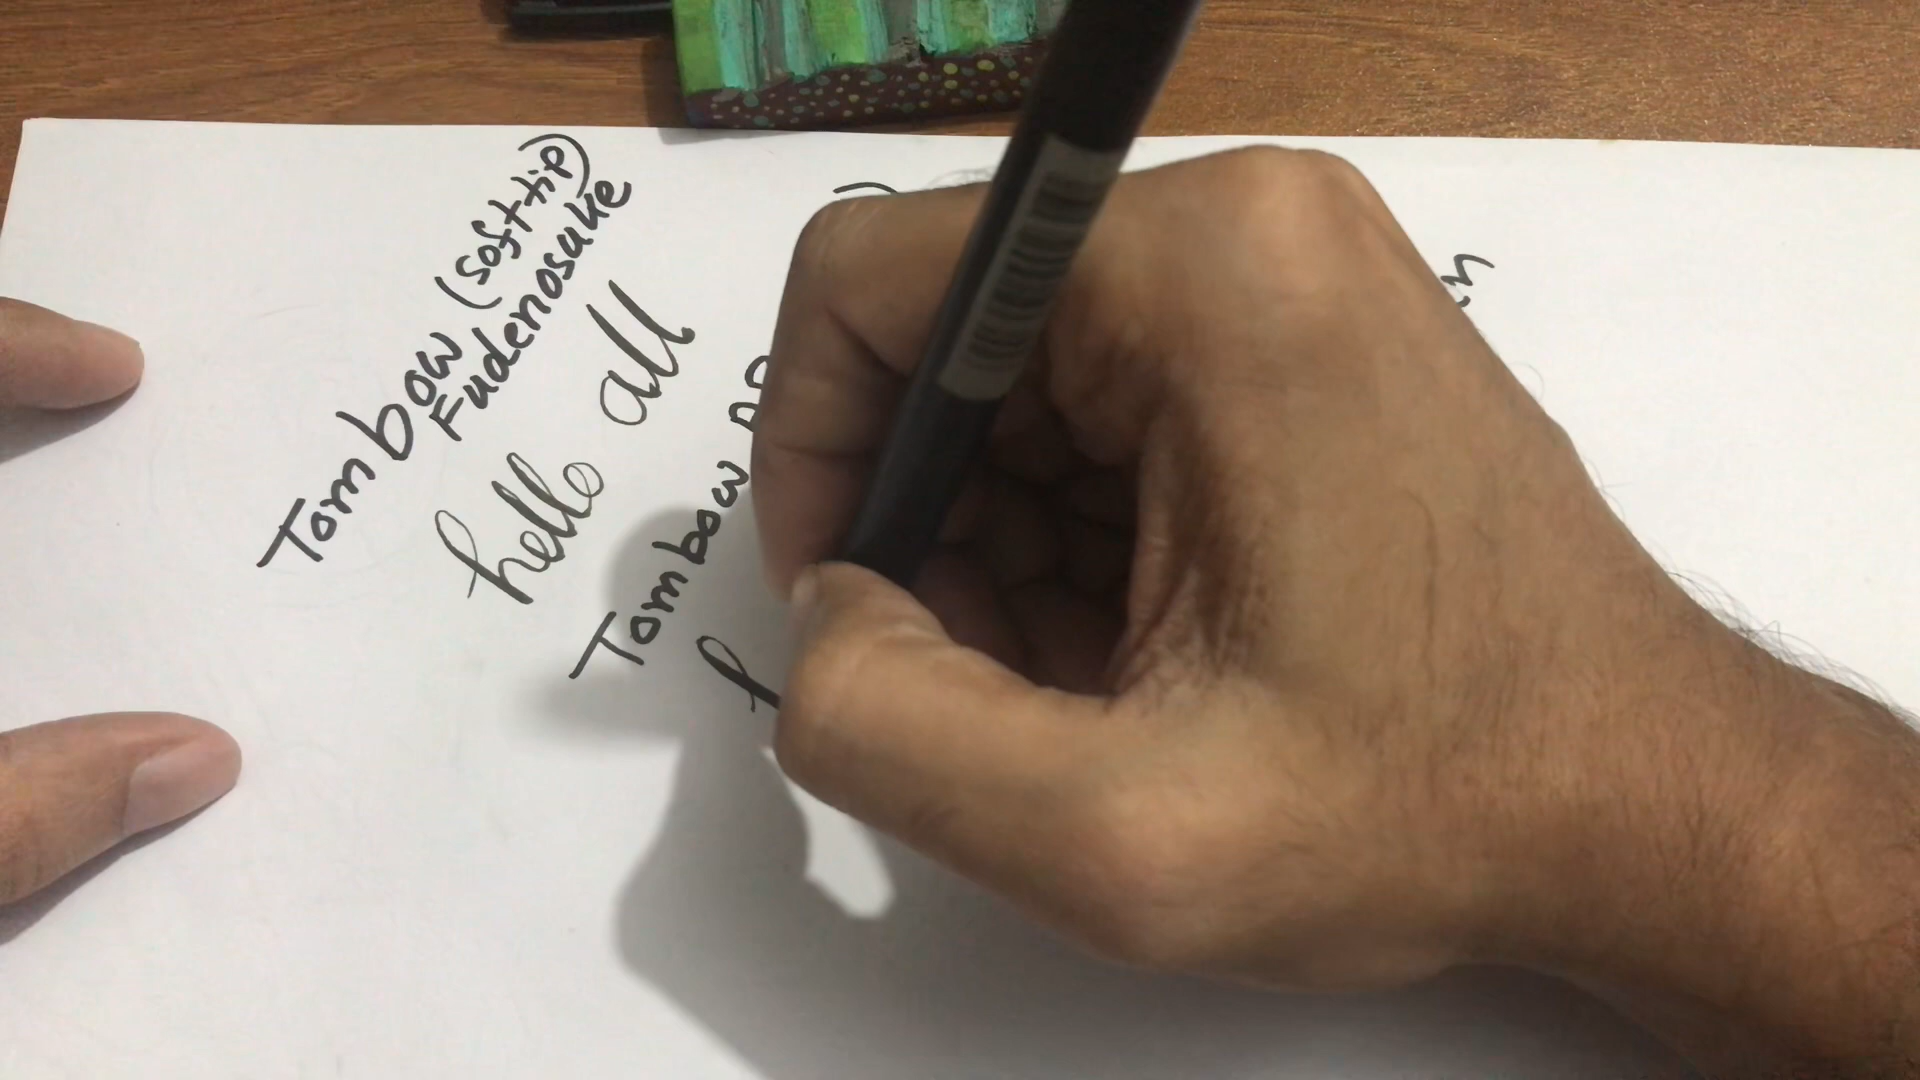 Tombow (soft tip)
Fudenosuke
hello all
Tombow
h